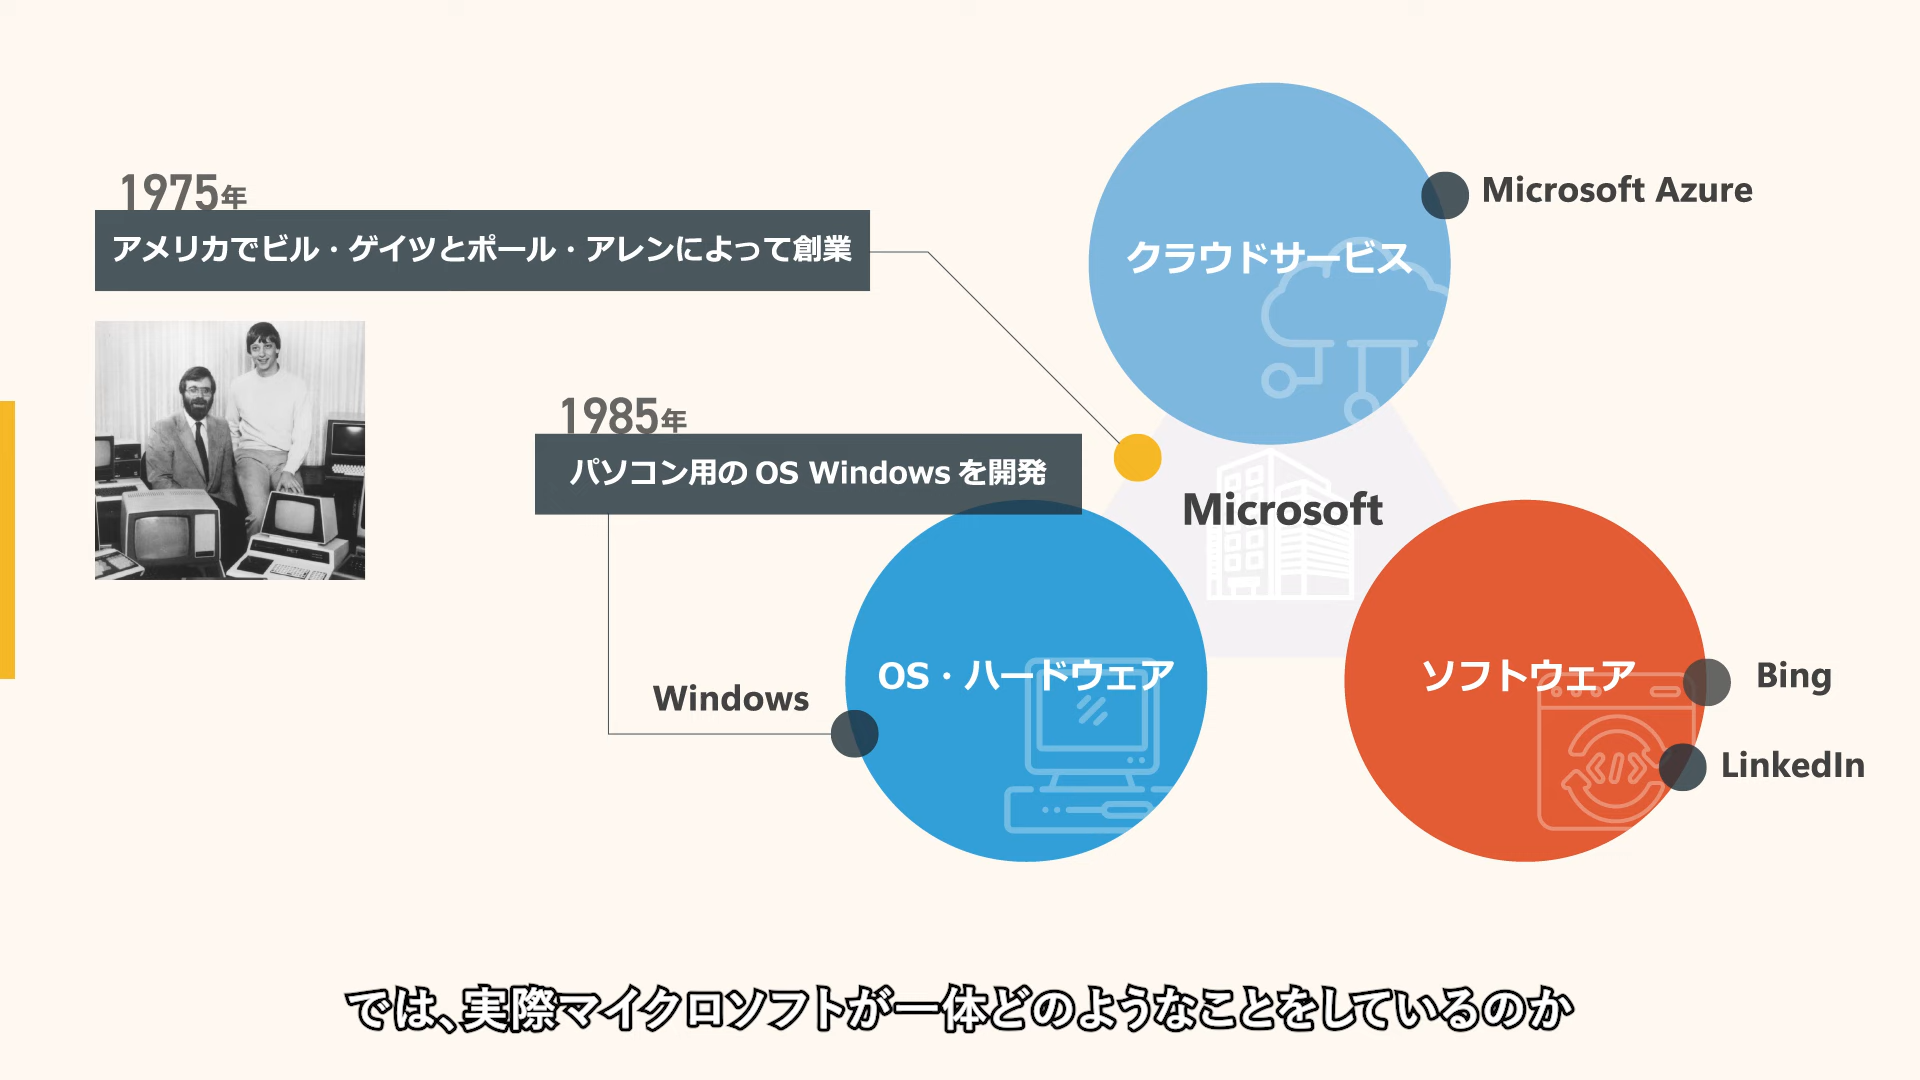 1975年
アメリカでビル・ゲイツとポール・アレンによって創業
1985年
パソコン用の OS Windows を開発
クラウドサービス
Microsoft Azure
Microsoft
OS・ハードウェア
Windows
ソフトウェア
Bing
LinkedIn
では、実際マイクロソフトが一体どのようなことをしているのか